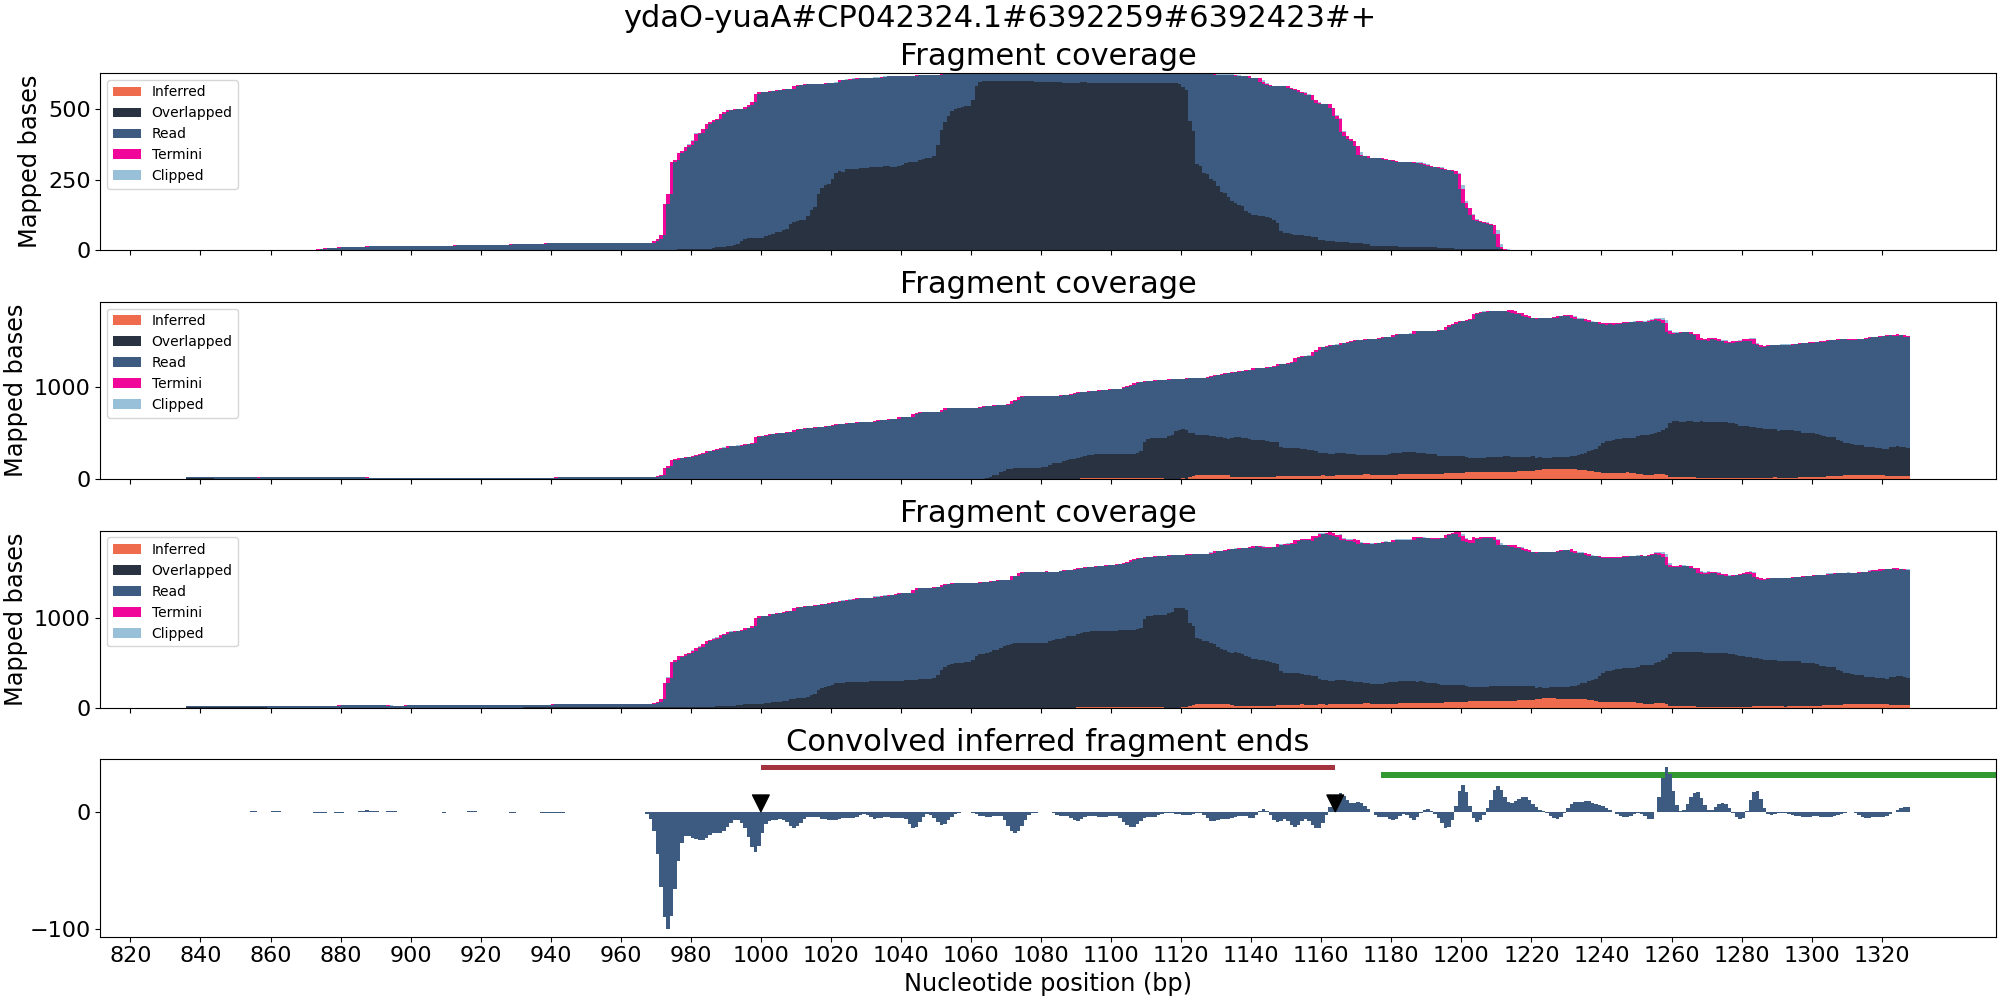 ydaO-yuaA#CP042324.1#6392259#6392423#+
Fragment coverage
Mapped bases
500
250
0
Inferred
Overlapped
Read
Termini
Clipped
Fragment coverage
Mapped bases
1000
0
Inferred
Overlapped
Read
Termini
Clipped
Fragment coverage
Mapped bases
1000
0
Inferred
Overlapped
Read
Termini
Clipped
Convolved inferred fragment ends
0
−100
820 840 860 880 900 920 940 960 980 1000 1020 1040 1060 1080 1100 1120 1140 1160 1180 1200 1220 1240 1260 1280 1300 1320
Nucleotide position (bp)